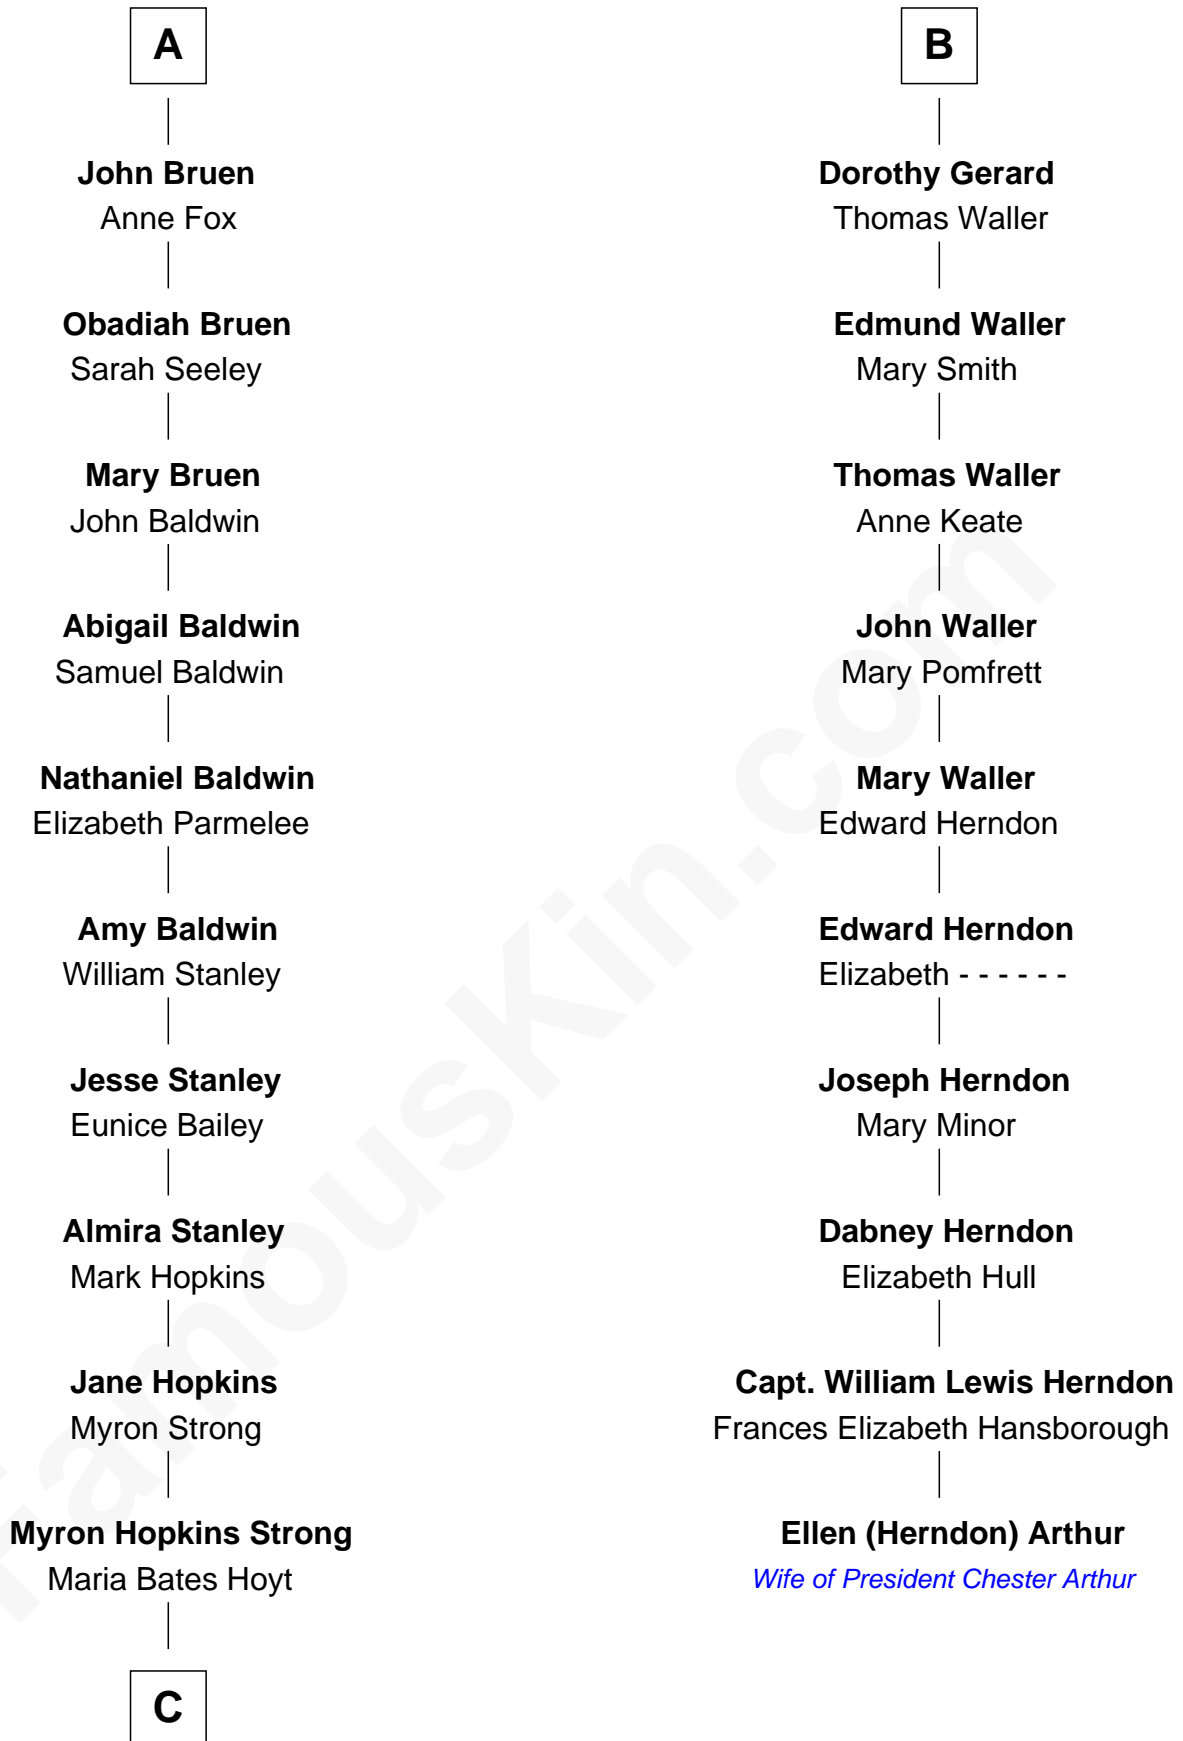 A
John Bruen
Anne Fox
Obadiah Bruen
Sarah Seeley
Mary Bruen
John Baldwin
Abigail Baldwin
Samuel Baldwin
Nathaniel Baldwin
Elizabeth Parmelee
Amy Baldwin
William Stanley
Jesse Stanley
Eunice Bailey
Almira Stanley
Mark Hopkins
Jane Hopkins
Myron Strong
Myron Hopkins Strong
Maria Bates Hoyt
C
B
Dorothy Gerard
Thomas Waller
Edmund Waller
Mary Smith
Thomas Waller
Anne Keate
John Waller
Mary Pomfrett
Mary Waller
Edward Herndon
Edward Herndon
Elizabeth - - - - - -
Joseph Herndon
Mary Minor
Dabney Herndon
Elizabeth Hull
Capt. William Lewis Herndon
Frances Elizabeth Hansborough
Ellen (Herndon) Arthur
Wife of President Chester Arthur
FamousKin.com